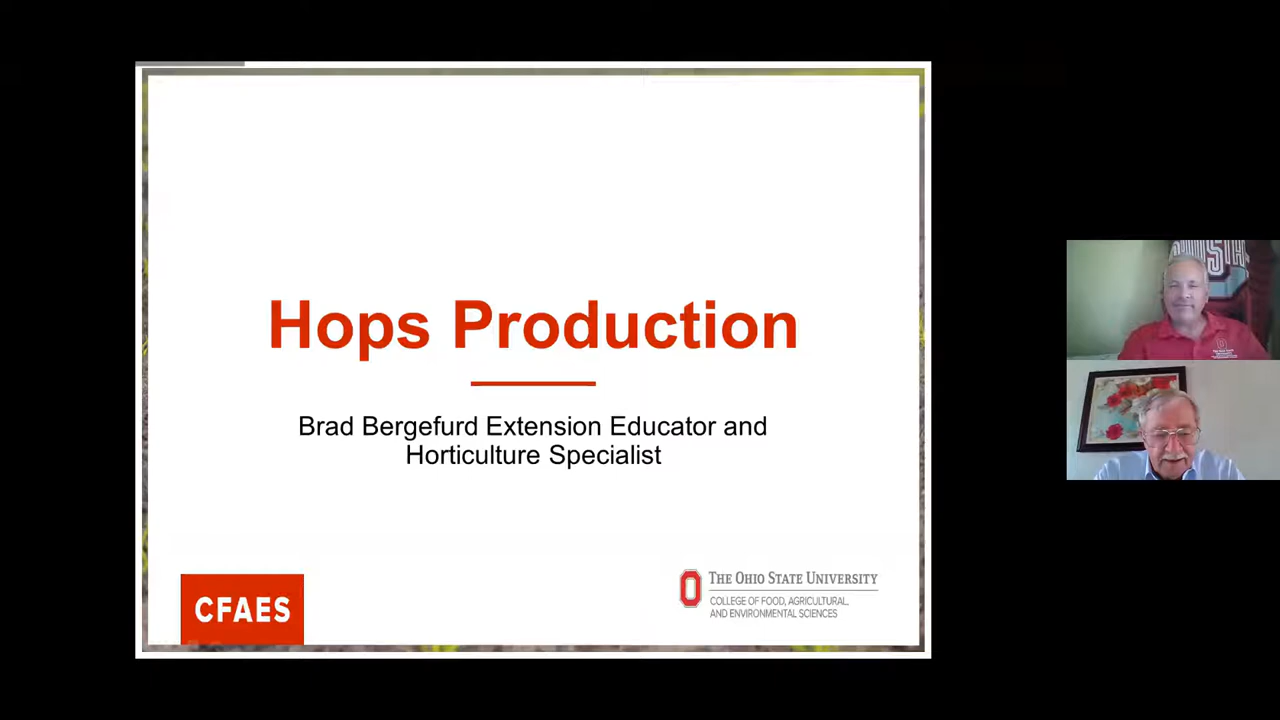 Hops Production
Brad Bergefurd Extension Educator and
Horticulture Specialist
CFAES
THE OHIO STATE UNIVERSITY
COLLEGE OF FOOD, AGRICULTURAL,
AND ENVIRONMENTAL SCIENCES